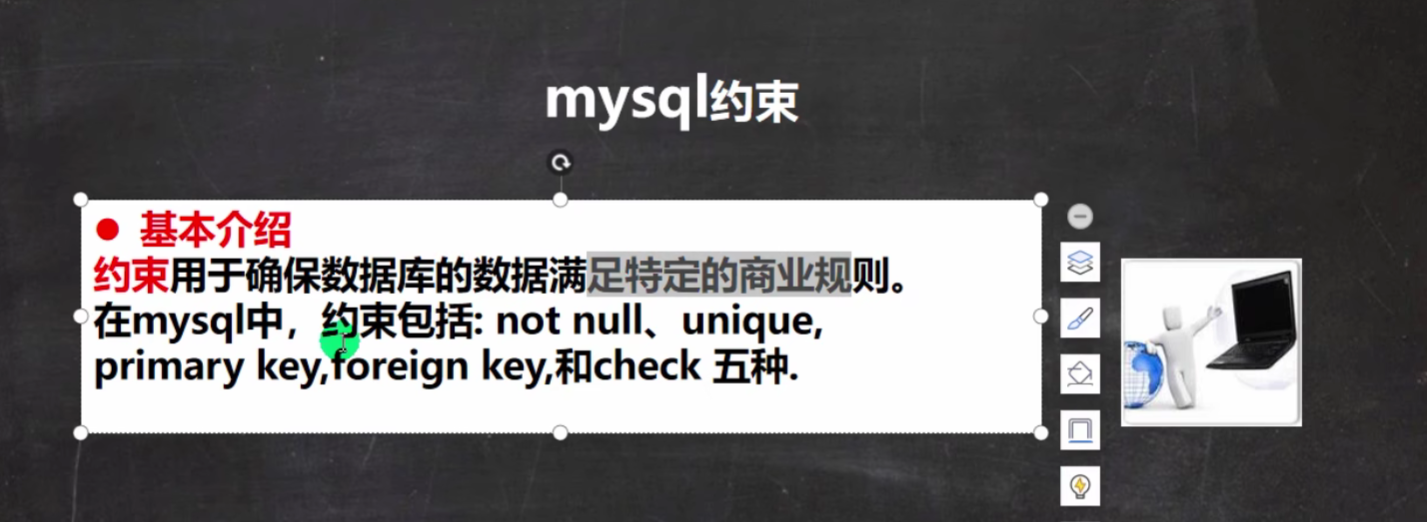 mysql约束
● 基本介绍
约束用于确保数据库的数据满足特定的商业规则。
在mysql中，约束包括: not null、unique,
primary key,foreign key,和check 五种.